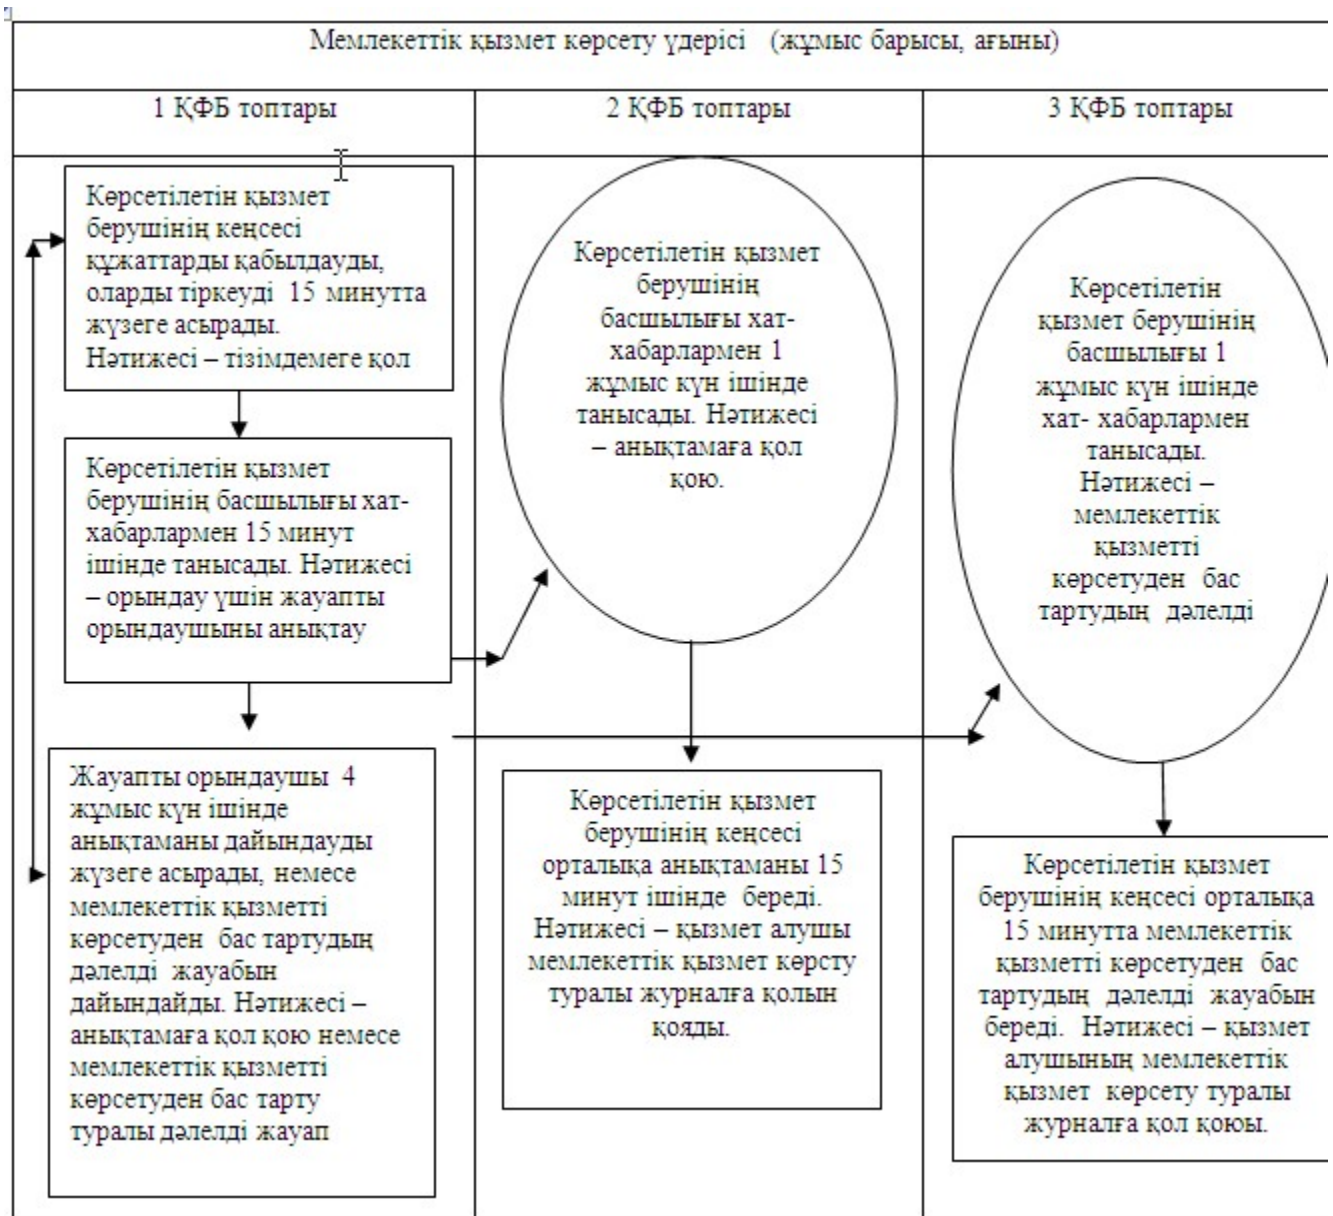 Мемлекеттік қызмет көрсету үдерісі (жұмыс барысы, ағыны)
1 ҚФБ топтары
2 ҚФБ топтары
3 ҚФБ топтары
Көрсетілетін қызмет
берушінің кеңсесі
құжаттарды қабылдауды,
оларды тіркеуді 15 минутта
жүзеге асырады.
Нәтижесі – тізімдемеге қол
Көрсетілетін қызмет
берушінің басшылығы хат-
хабарлармен 15 минут
ішінде танысады. Нәтижесі
– орындау үшін жауапты
орындаушыны анықтау
Жауапты орындаушы 4
жұмыс күн ішінде
анықтаманы дайындауды
жүзеге асырады, немесе
мемлекеттік қызметті
көрсетуден бас тартудың
дәлелді жауабын
дайындайды. Нәтижесі –
анықтамаға қол қою немесе
мемлекеттік қызметті
көрсетуден бас тарту
туралы дәлелді жауап
Көрсетілетін қызмет
берушінің
басшылығы хат-
хабарлармен 1
жұмыс күн ішінде
танысады. Нәтижесі
– анықтамаға қол
қою.
Көрсетілетін қызмет
берушінің кеңсесі
орталыққа анықтаманы 15
минут ішінде береді.
Нәтижесі – қызмет алушы
мемлекеттік қызмет көрсту
туралы журналға қолын
қояды.
Көрсетілетін
қызмет берушінің
басшылығы 1
жұмыс күн ішінде
хат- хабарлармен
танысады.
Нәтижесі –
мемлекеттік
қызметті
көрсетуден бас
тартудың дәлелді
Көрсетілетін қызмет
берушінің кеңсесі орталыққа
15 минутта мемлекеттік
қызметті көрсетуден бас
тартудың дәлелді жауабын
береді. Нәтижесі – қызмет
алушының мемлекеттік
қызмет көрсету туралы
журналға қол қоюы.